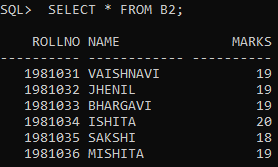 SQL> SELECT * FROM B2;
ROLLNO NAME MARKS
---------- ---------- ----------
1981031 VAISHNAVI 19
1981032 JHENIL 19
1981033 BHARGAVI 19
1981034 ISHITA 20
1981035 SAKSHI 18
1981036 MISHITA 19